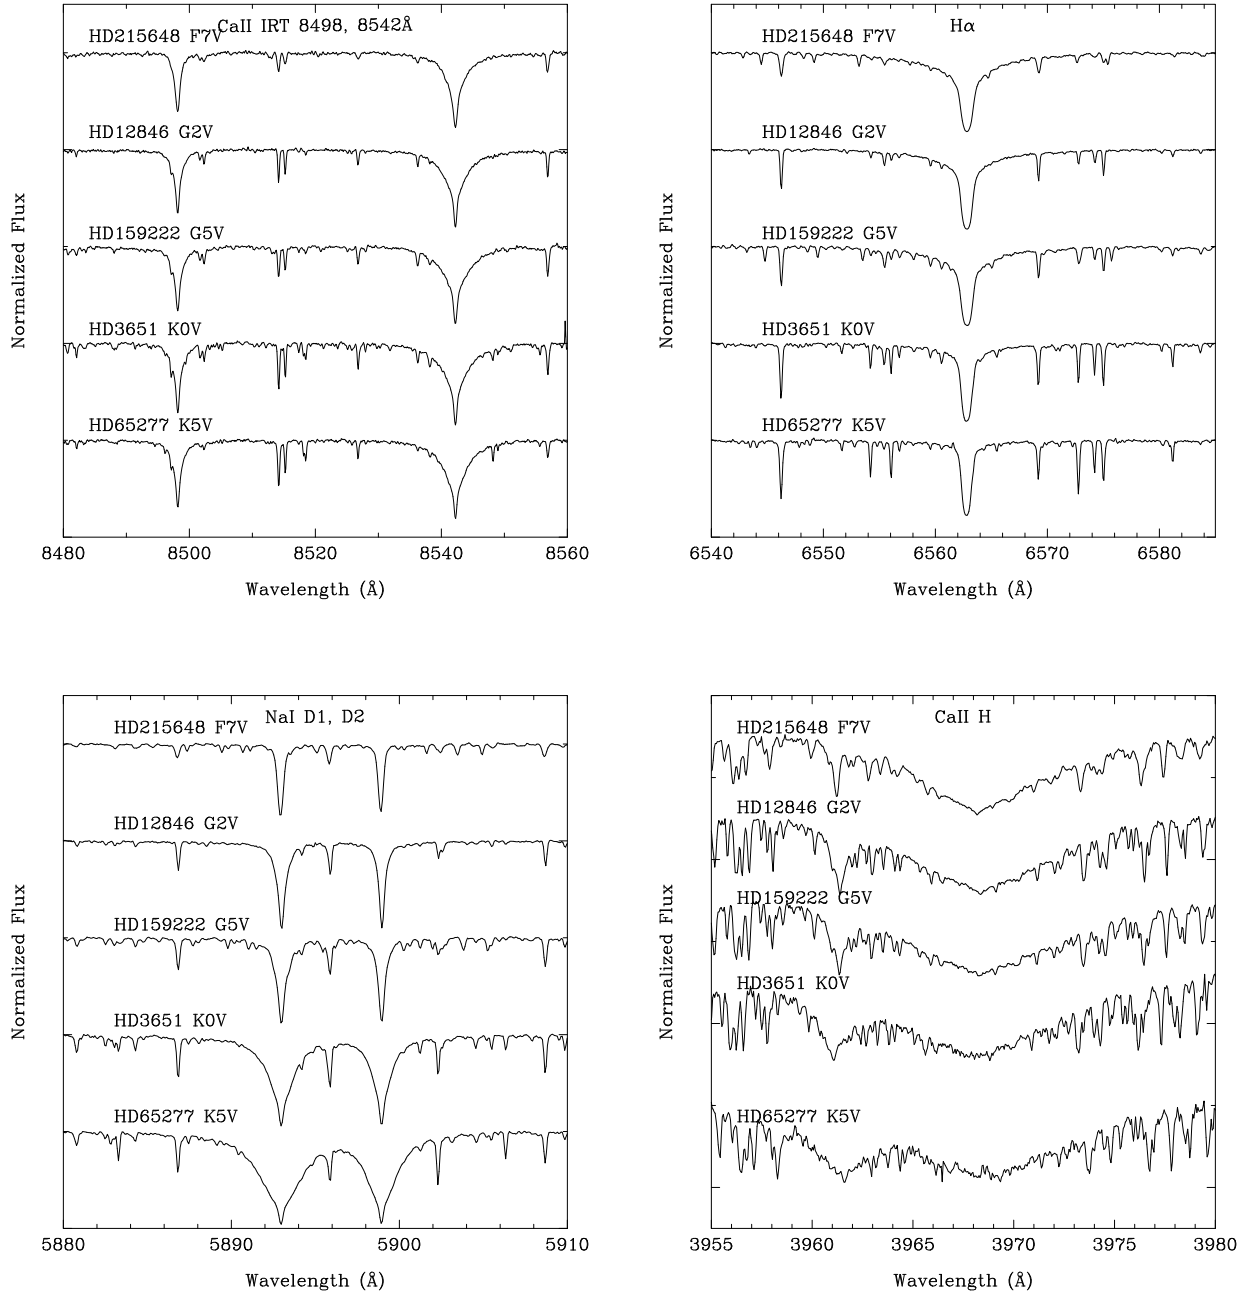 CaII IRT 8498, 8542Å
HD215648 F7V
HD12846 G2V
HD159222 G5V
HD3651 K0V
HD65277 K5V
Normalized Flux
8480 8500 8520 8540 8560
Wavelength (Å)
Hα
HD215648 F7V
HD12846 G2V
HD159222 G5V
HD3651 K0V
HD65277 K5V
Normalized Flux
6540 6550 6560 6570 6580
Wavelength (Å)
NaI D1, D2
HD215648 F7V
HD12846 G2V
HD159222 G5V
HD3651 K0V
HD65277 K5V
Normalized Flux
5880 5890 5900 5910
Wavelength (Å)
CaII H
HD215648 F7V
HD12846 G2V
HD159222 G5V
HD3651 K0V
HD65277 K5V
Normalized Flux
3955 3960 3965 3970 3975 3980
Wavelength (Å)